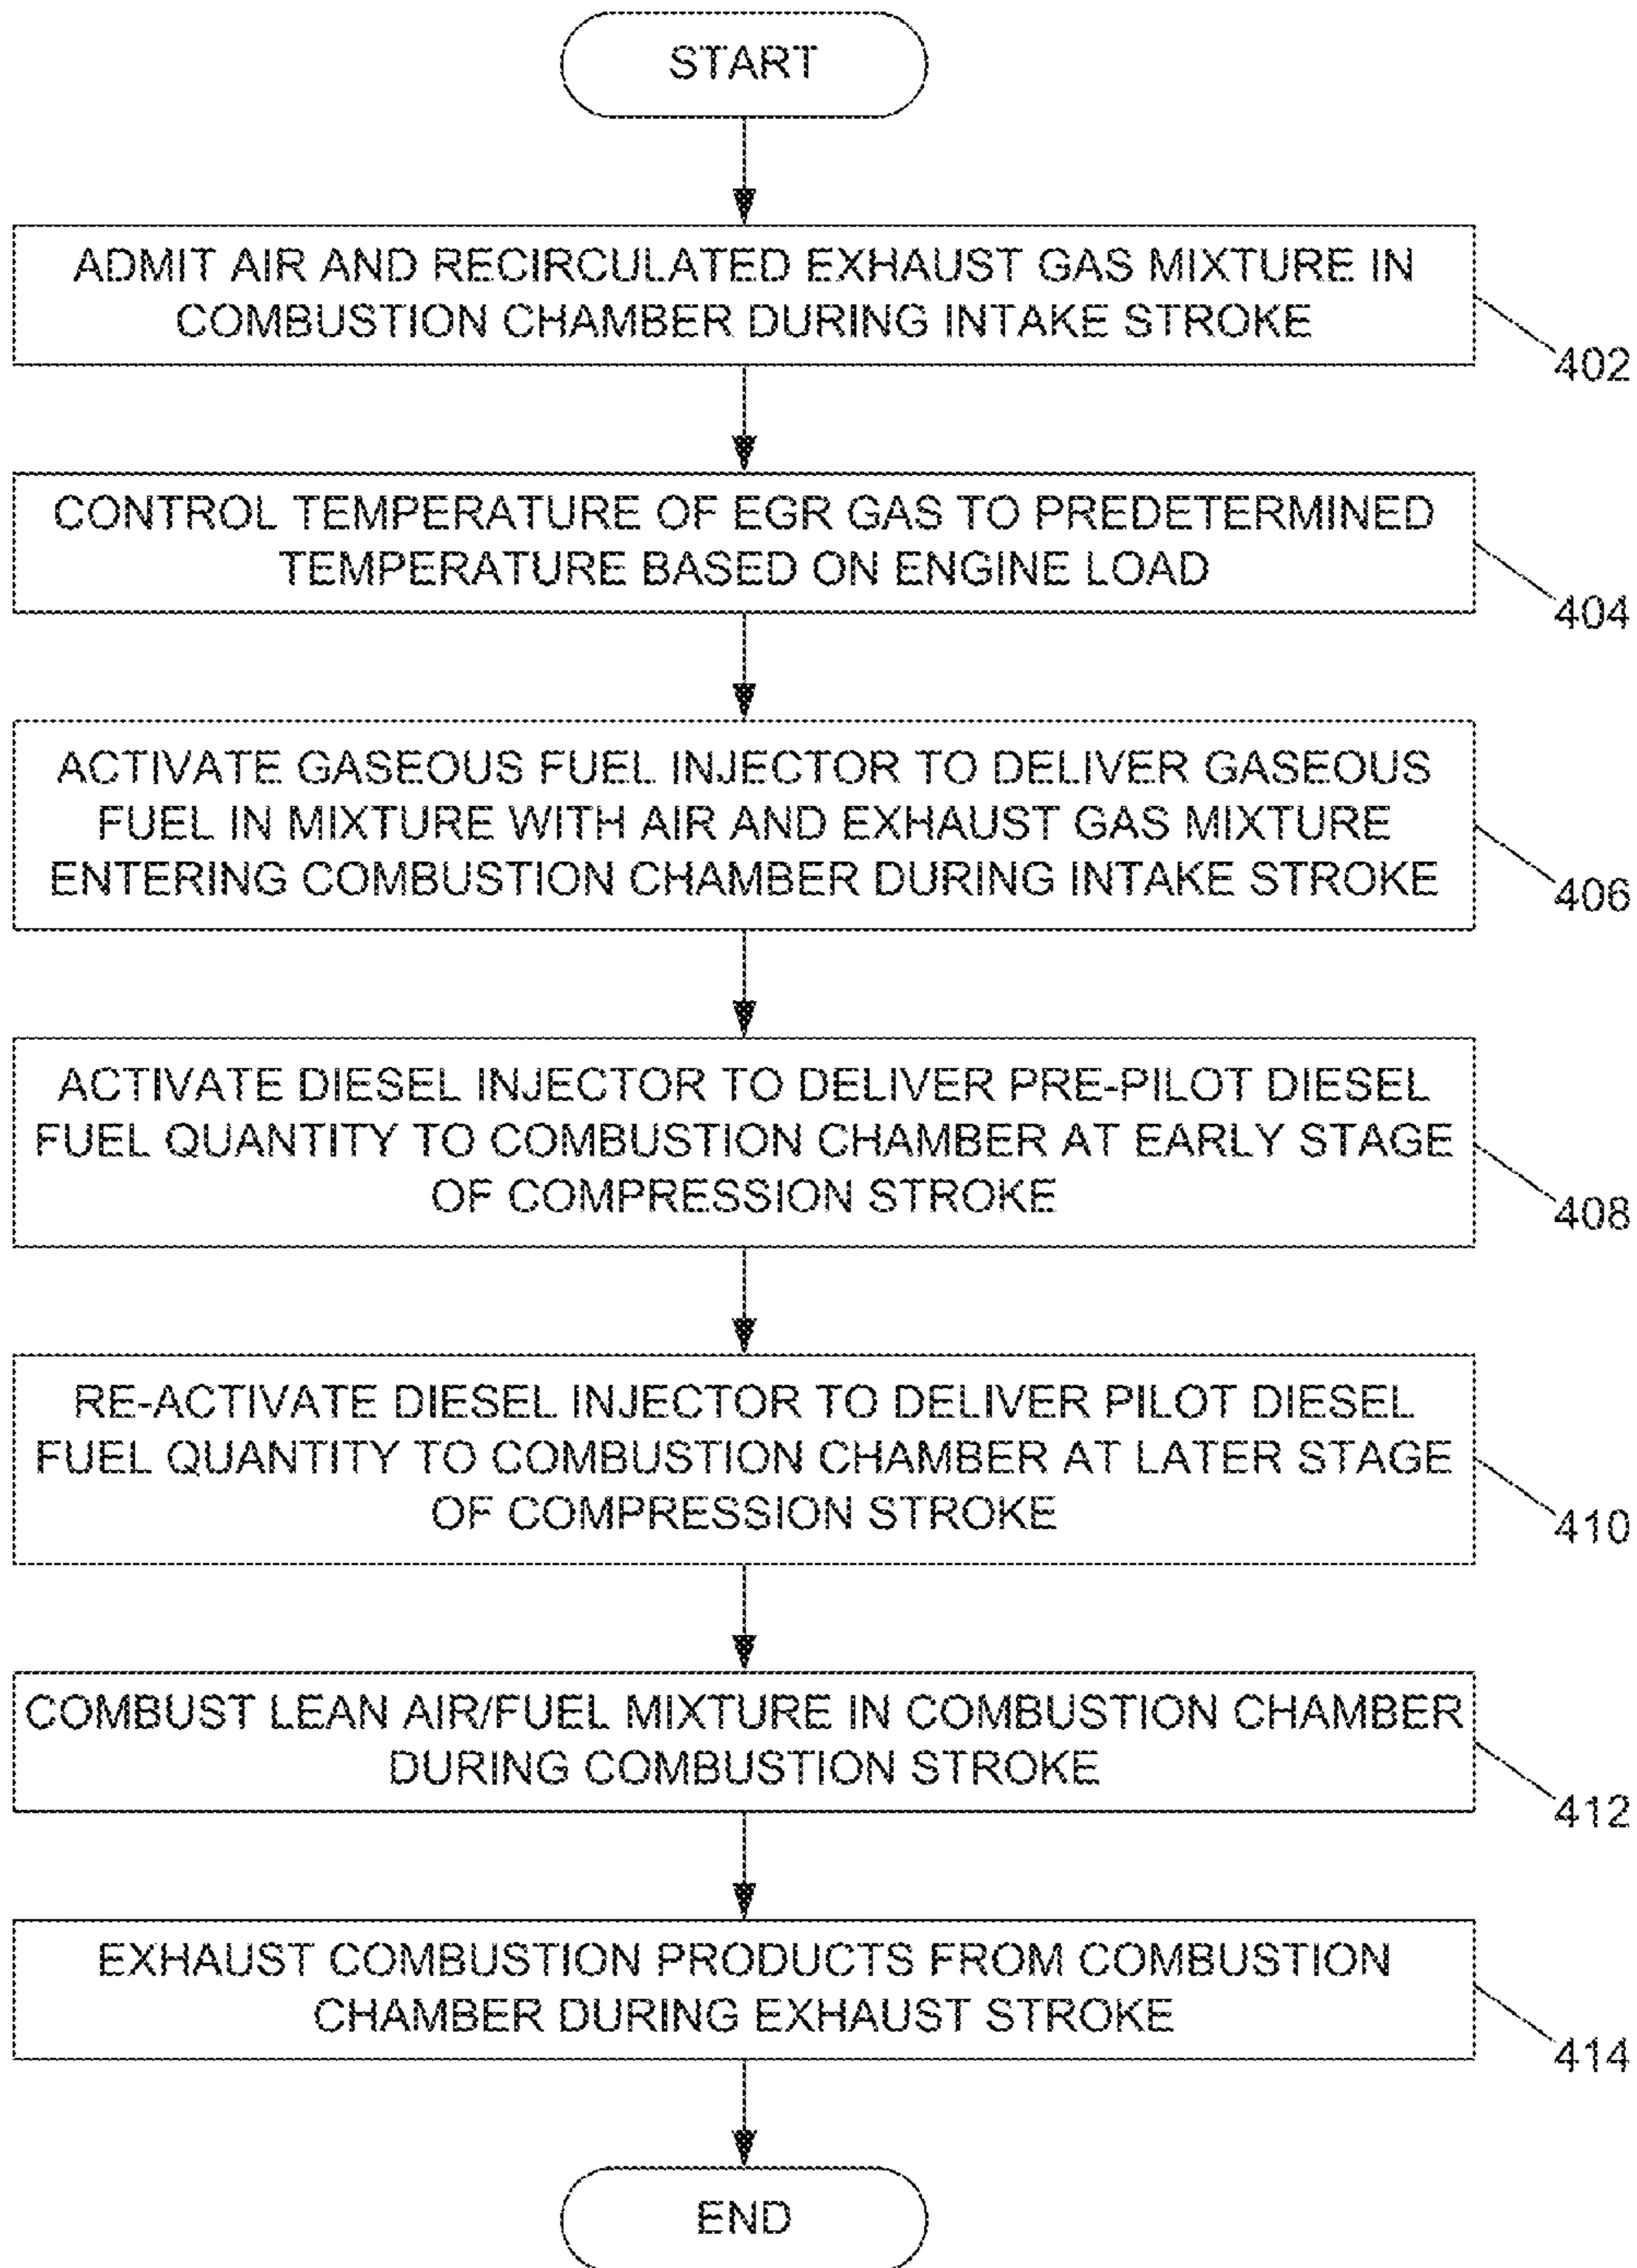 START
ADMIT AIR AND RECIRCULATED EXHAUST GAS MIXTURE IN
COMBUSTION CHAMBER DURING INTAKE STROKE
402
CONTROL TEMPERATURE OF EGR GAS TO PREDETERMINED
TEMPERATURE BASED ON ENGINE LOAD
404
ACTIVATE GASEOUS FUEL INJECTOR TO DELIVER GASEOUS
FUEL IN MIXTURE WITH AIR AND EXHAUST GAS MIXTURE
ENTERING COMBUSTION CHAMBER DURING INTAKE STROKE
406
ACTIVATE DIESEL INJECTOR TO DELIVER PRE-PILOT DIESEL
FUEL QUANTITY TO COMBUSTION CHAMBER AT EARLY STAGE
OF COMPRESSION STROKE
408
RE-ACTIVATE DIESEL INJECTOR TO DELIVER PILOT DIESEL
FUEL QUANTITY TO COMBUSTION CHAMBER AT LATER STAGE
OF COMPRESSION STROKE
410
COMBUST LEAN AIR/FUEL MIXTURE IN COMBUSTION CHAMBER
DURING COMBUSTION STROKE
412
EXHAUST COMBUSTION PRODUCTS FROM COMBUSTION
CHAMBER DURING EXHAUST STROKE
414
END